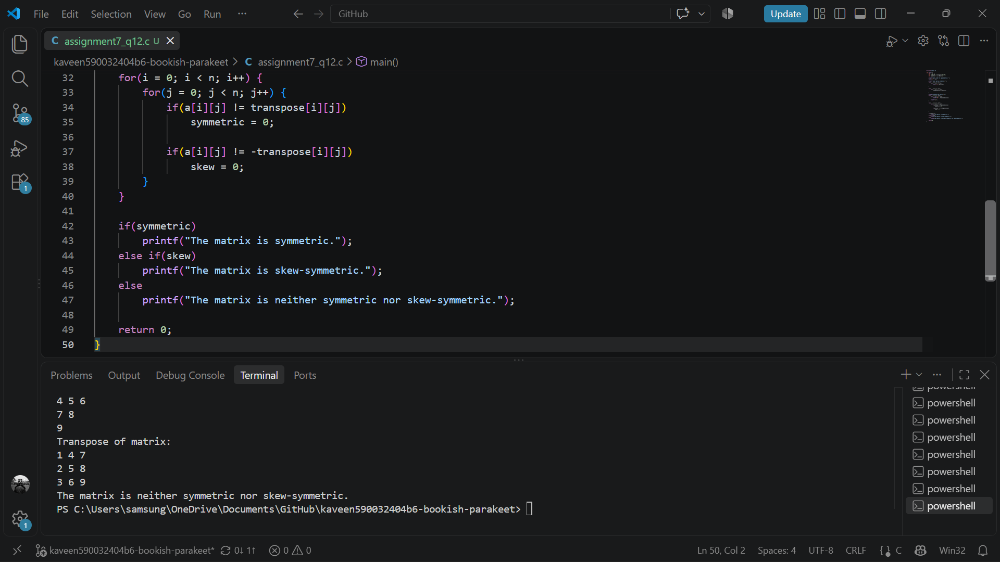 File Edit Selection View Go Run ··· GitHub Update
C assignment7_q12.c U
kaveen590032404b6-bookish-parakeet > C assignment7_q12.c > main()
32 for(i = 0; i < n; i++) {
33 for(j = 0; j < n; j++) {
34 if(a[i][j] != transpose[i][j])
35 symmetric = 0;
36
37 if(a[i][j] != -transpose[i][j])
38 skew = 0;
39 }
40 }
41
42 if(symmetric)
43 printf("The matrix is symmetric.");
44 else if(skew)
45 printf("The matrix is skew-symmetric.");
46 else
47 printf("The matrix is neither symmetric nor skew-symmetric.");
48
49 return 0;
50 }
85
1
1
Problems Output Debug Console Terminal Ports
4 5 6
7 8
9
Transpose of matrix:
1 4 7
2 5 8
3 6 9
The matrix is neither symmetric nor skew-symmetric.
PS C:\Users\samsung\OneDrive\Documents\GitHub\kaveen590032404b6-bookish-parakeet>
powershell
powershell
powershell
powershell
powershell
powershell
powershell
powershell
kaveen590032404b6-bookish-parakeet* 0↓ 1↑ 0 0 Ln 50, Col 2 Spaces: 4 UTF-8 CRLF { } C Win32